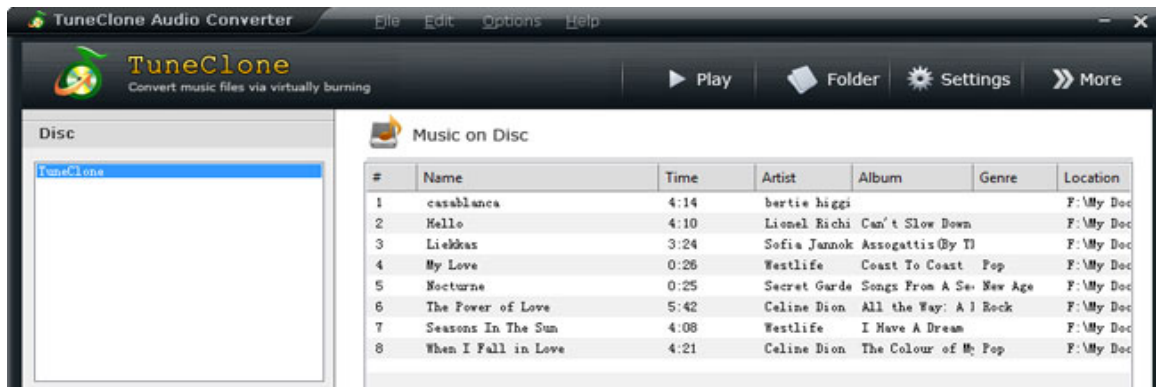 TuneClone Audio Converter File Edit Options Help
TuneClone
Convert music files via virtually burning
Play Folder Settings More
Disc
Music on Disc
TuneClone
# Name Time Artist Album Genre Location
1 casablanca 4:14 bertie higgi F:\My Doc
2 Hello 4:10 Lionel Richi Can't Slow Down F:\My Doc
3 Liekkas 3:24 Sofia Jannok Assogattis(By Tl F:\My Doc
4 My Love 0:26 Westlife Coast To Coast Pop F:\My Doc
5 Nocturne 0:25 Secret Garde Songs From A Se New Age F:\My Doc
6 The Power of Love 5:42 Celine Dion All the Way: A Rock F:\My Doc
7 Seasons In The Sun 4:08 Westlife I Have A Dream F:\My Doc
8 When I Fall in Love 4:21 Celine Dion The Colour of My Pop F:\My Doc